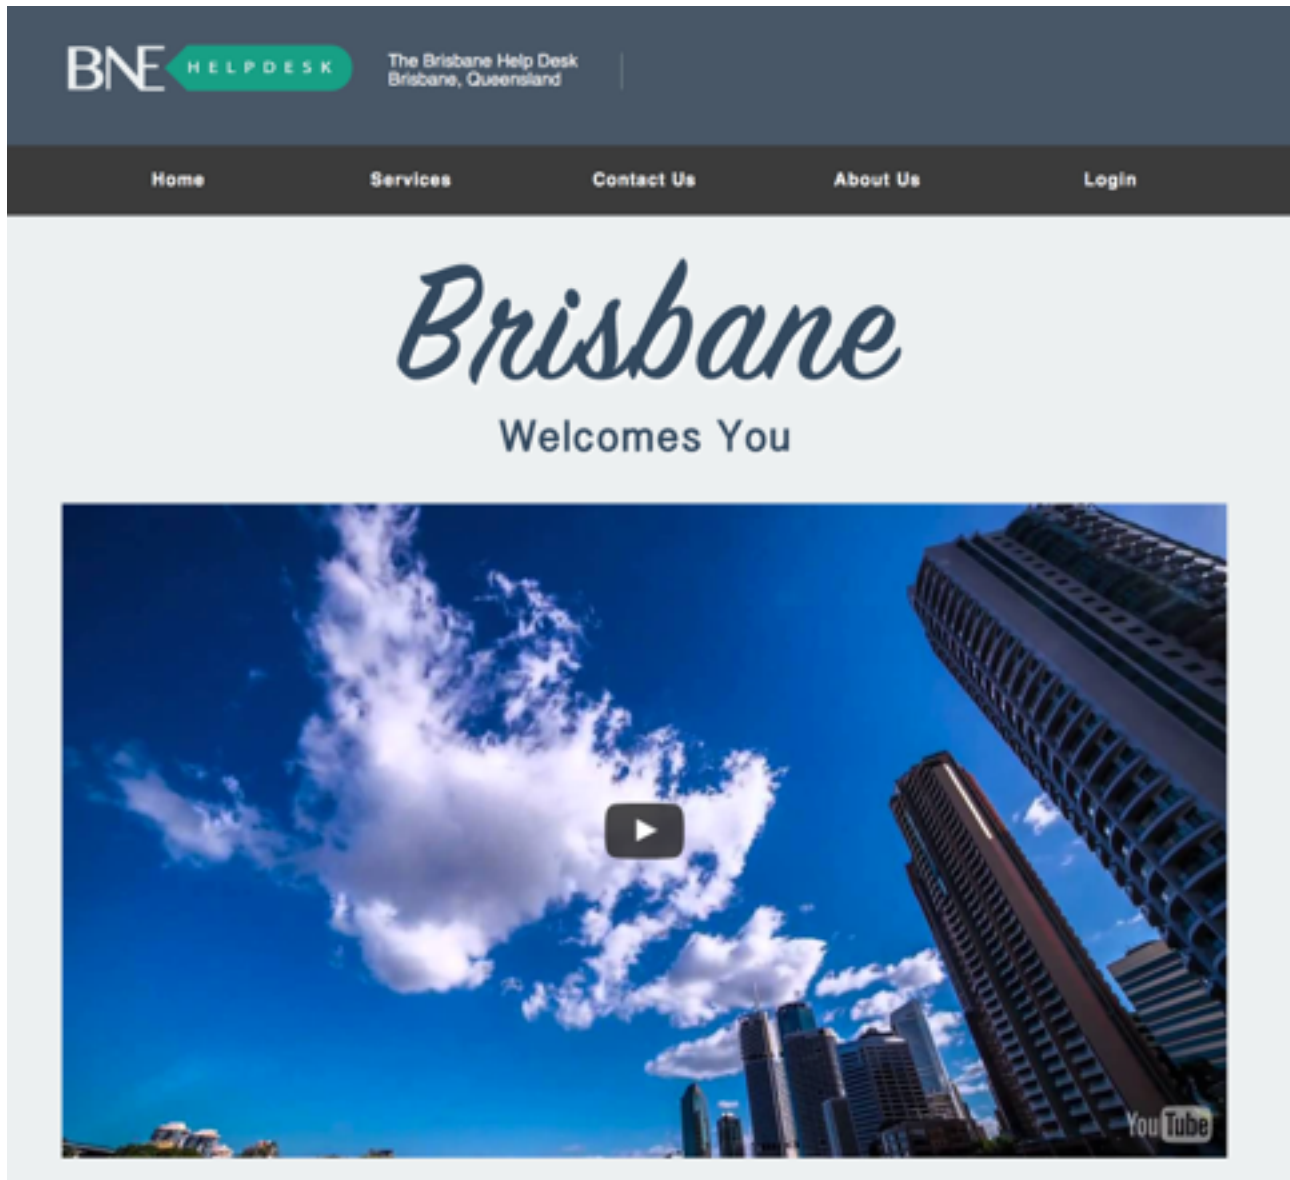 BNE HELPDESK
The Brisbane Help Desk
Brisbane, Queensland
Home Services Contact Us About Us Login
Brisbane
Welcomes You
YouTube